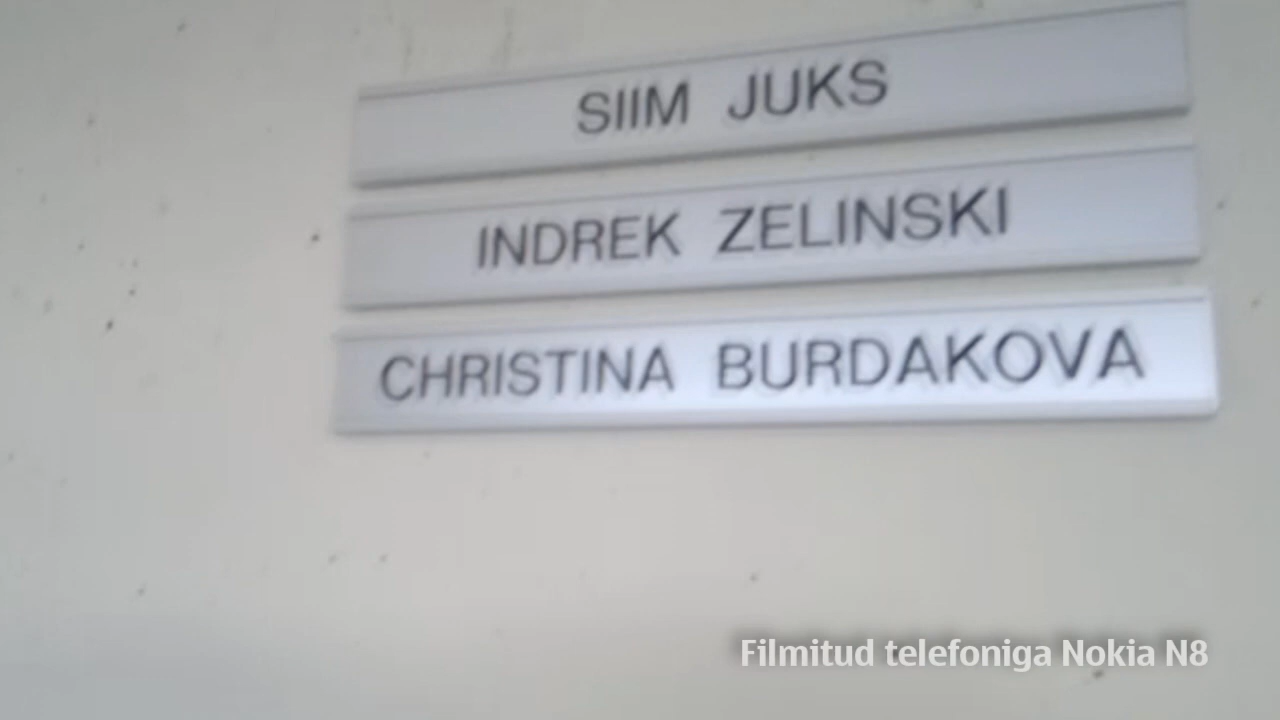 SIIM JUKS
INDREK ZELINSKI
CHRISTINA BURDAKOVA
Filmitud telefoniga Nokia N8